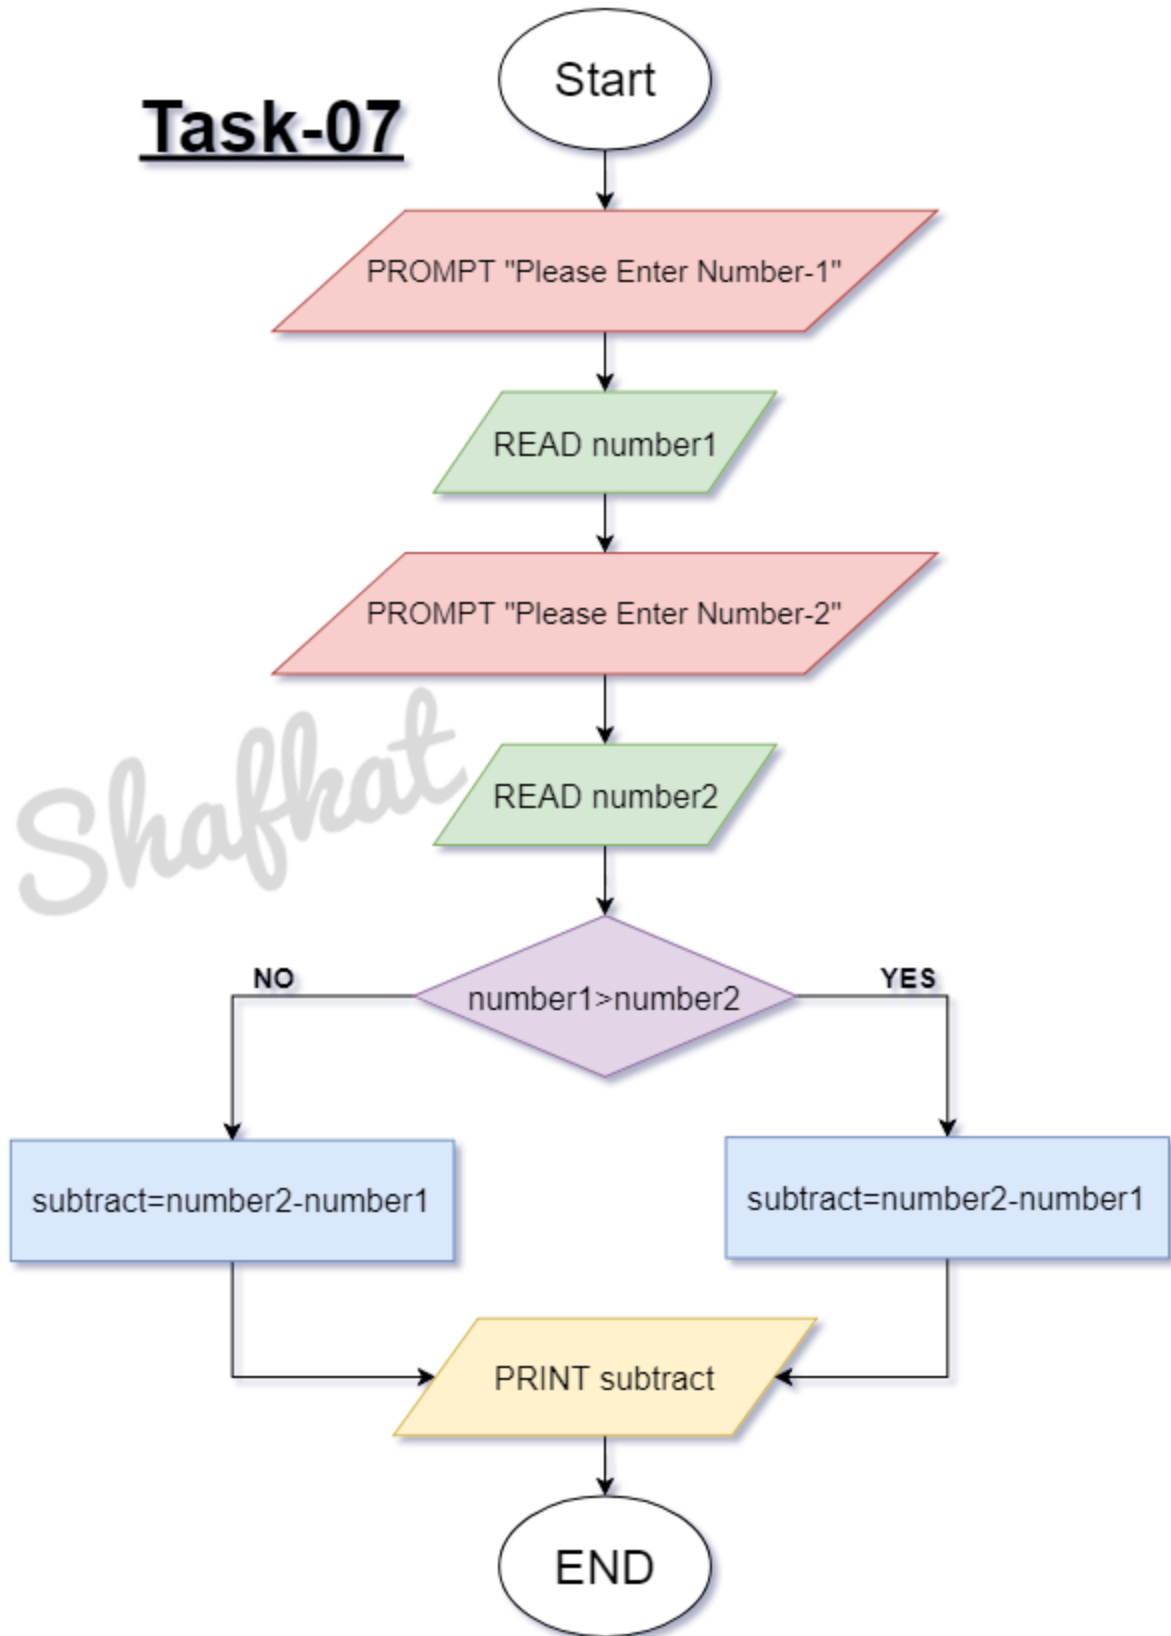 Start
Task-07
PROMPT "Please Enter Number-1"
READ number1
PROMPT "Please Enter Number-2"
READ number2
Shafkat
number1>number2
NO
YES
subtract=number2-number1
subtract=number2-number1
PRINT subtract
END